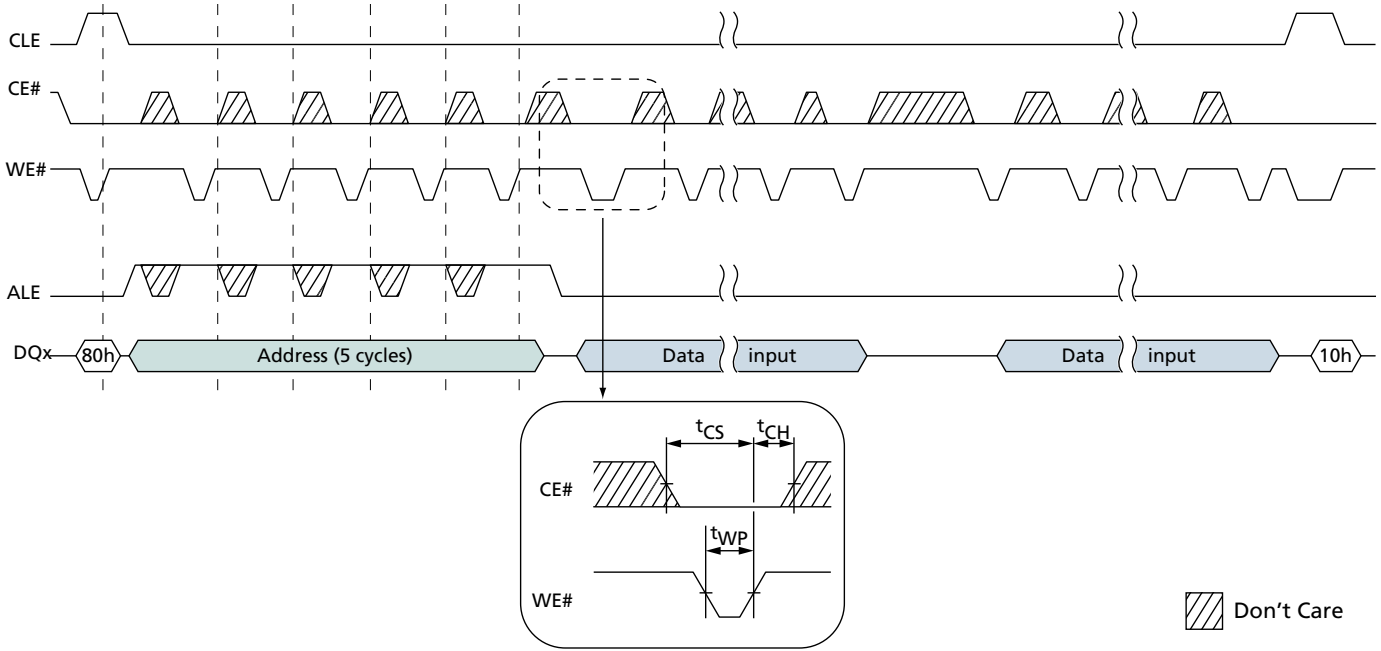 CLE
CE#
WE#
ALE
DQx
80h
Address (5 cycles)
Data input
Data input
10h
tCS
tCH
CE#
tWP
WE#
Don't Care